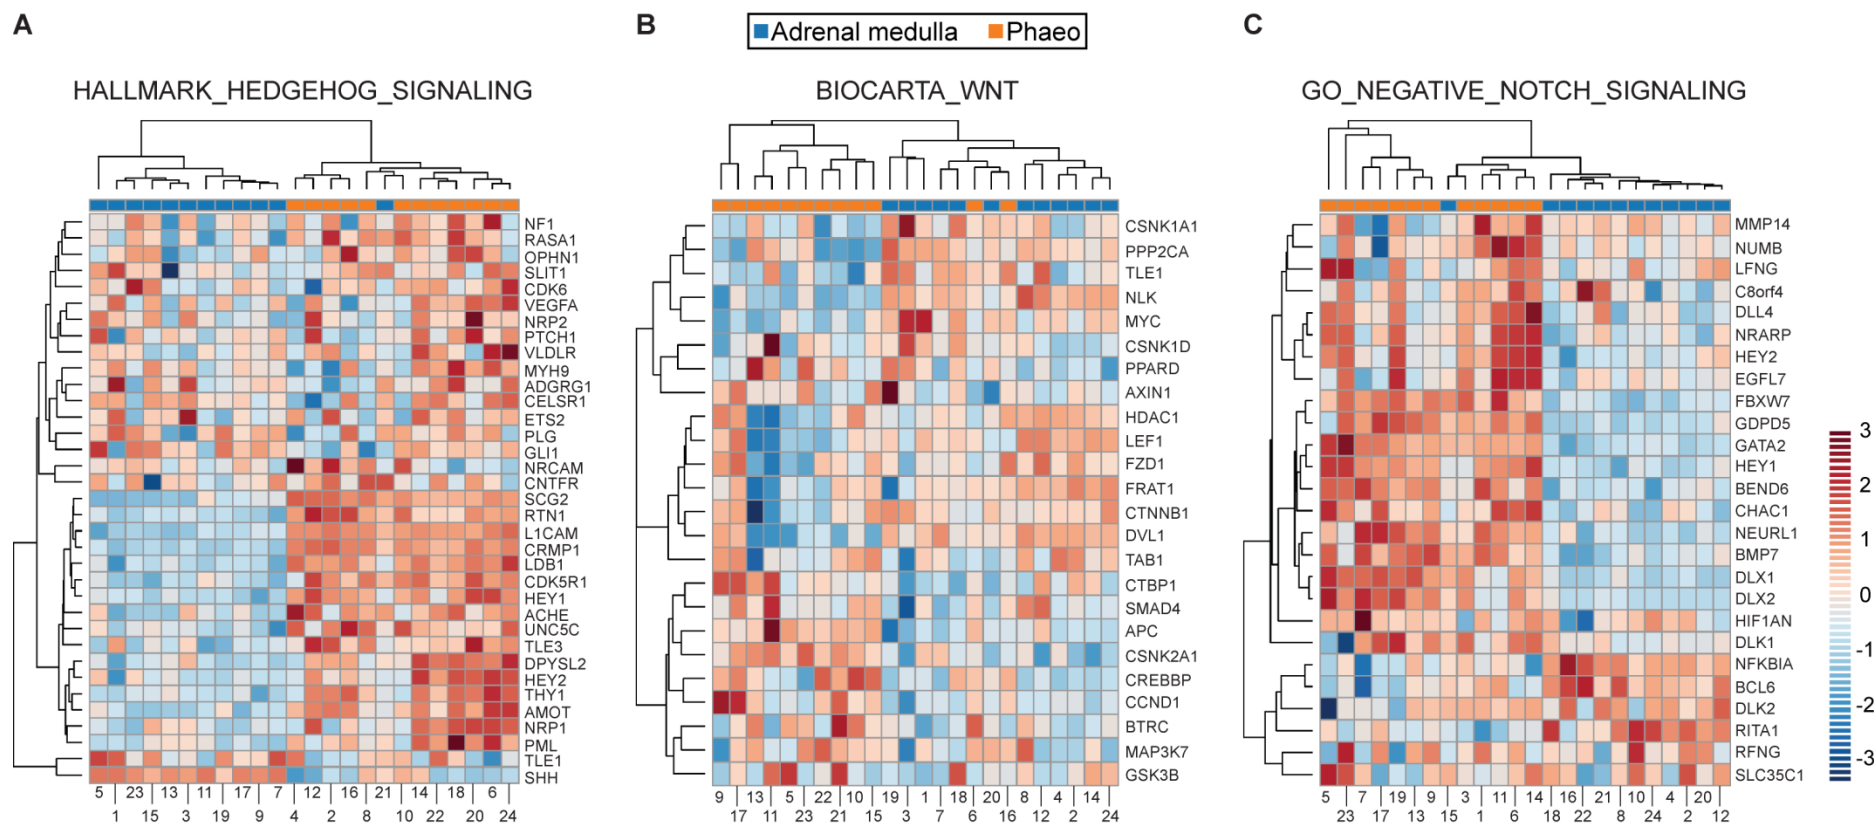 A
B
C
Adrenal medulla Phaeo
HALLMARK_HEDGEHOG_SIGNALING
NF1
RASA1
OPHN1
SLIT1
CDK6
VEGFA
NRP2
PTCH1
VLDLR
MYH9
ADGRG1
CELSR1
ETS2
PLG
GLI1
NRCAM
CNTFR
SCG2
RTN1
L1CAM
CRMP1
LDB1
CDK5R1
HEY1
ACHE
UNC5C
TLE3
DPYSL2
HEY2
THY1
AMOT
NRP1
PML
TLE1
SHH
5 23 13 11 17 7 12 16 21 14 18 6
1 15 3 19 9 4 2 8 10 22 20 24
BIOCARTA_WNT
CSNK1A1
PPP2CA
TLE1
NLK
MYC
CSNK1D
PPARD
AXIN1
HDAC1
LEF1
FZD1
FRAT1
CTNNB1
DVL1
TAB1
CTBP1
SMAD4
APC
CSNK2A1
CREBBP
CCND1
BTRC
MAP3K7
GSK3B
9 13 5 22 10 19 1 18 20 8 4 14
17 11 23 21 15 3 7 6 16 12 2 24
GO_NEGATIVE_NOTCH_SIGNALING
MMP14
NUMB
LFNG
C8orf4
DLL4
NRARP
HEY2
EGFL7
FBXW7
GDPD5
GATA2
HEY1
BEND6
CHAC1
NEURL1
BMP7
DLX1
DLX2
HIF1AN
DLK1
NFKBIA
BCL6
DLK2
RITA1
RFNG
SLC35C1
5 7 19 9 3 11 14 16 21 10 4 20
23 17 13 15 1 6 18 22 8 24 2 12
3
2
1
0
-1
-2
-3